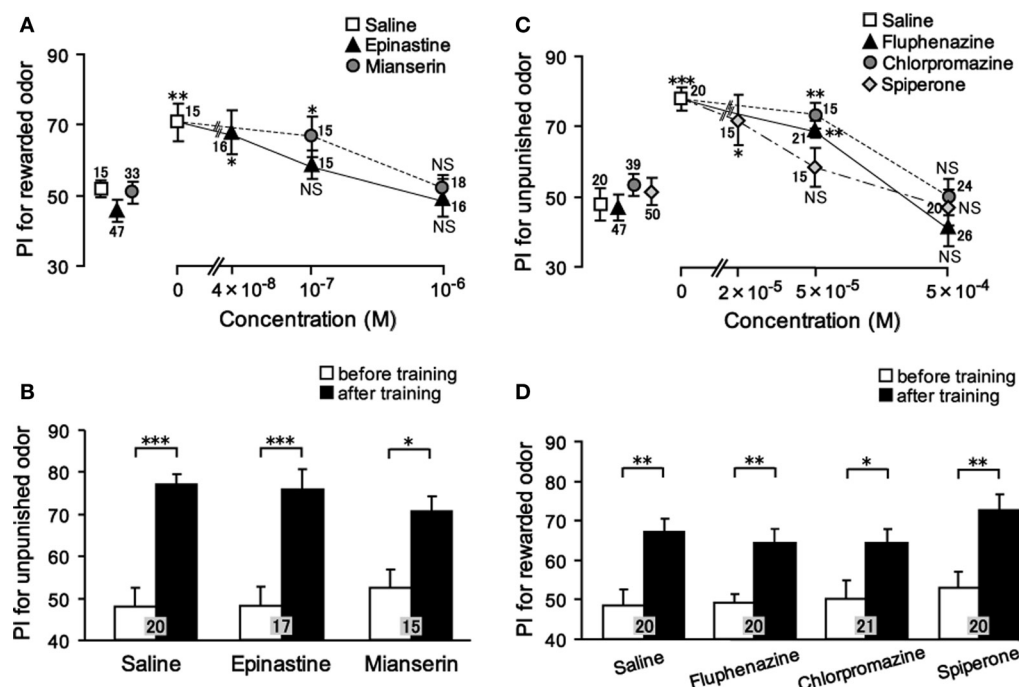 A
Saline
Epinastine
Mianserin
PI for rewarded odor
90
70
50
30
15
33
47
**
15
16
*
*
15
15
NS
NS
18
16
NS
0
4×10⁻⁸
10⁻⁷
10⁻⁶
Concentration (M)
C
Saline
Fluphenazine
Chlorpromazine
Spiperone
PI for unpunished odor
90
70
50
30
20
39
47
50
***
20
15
*
**
15
21
**
15
NS
NS
24
20
NS
26
NS
0
2×10⁻⁵
5×10⁻⁵
5×10⁻⁴
Concentration (M)
B
before training
after training
PI for unpunished odor
90
80
70
60
50
40
***
***
*
20
17
15
Saline
Epinastine
Mianserin
D
before training
after training
PI for rewarded odor
90
80
70
60
50
40
**
**
*
**
20
20
21
20
Saline
Fluphenazine
Chlorpromazine
Spiperone